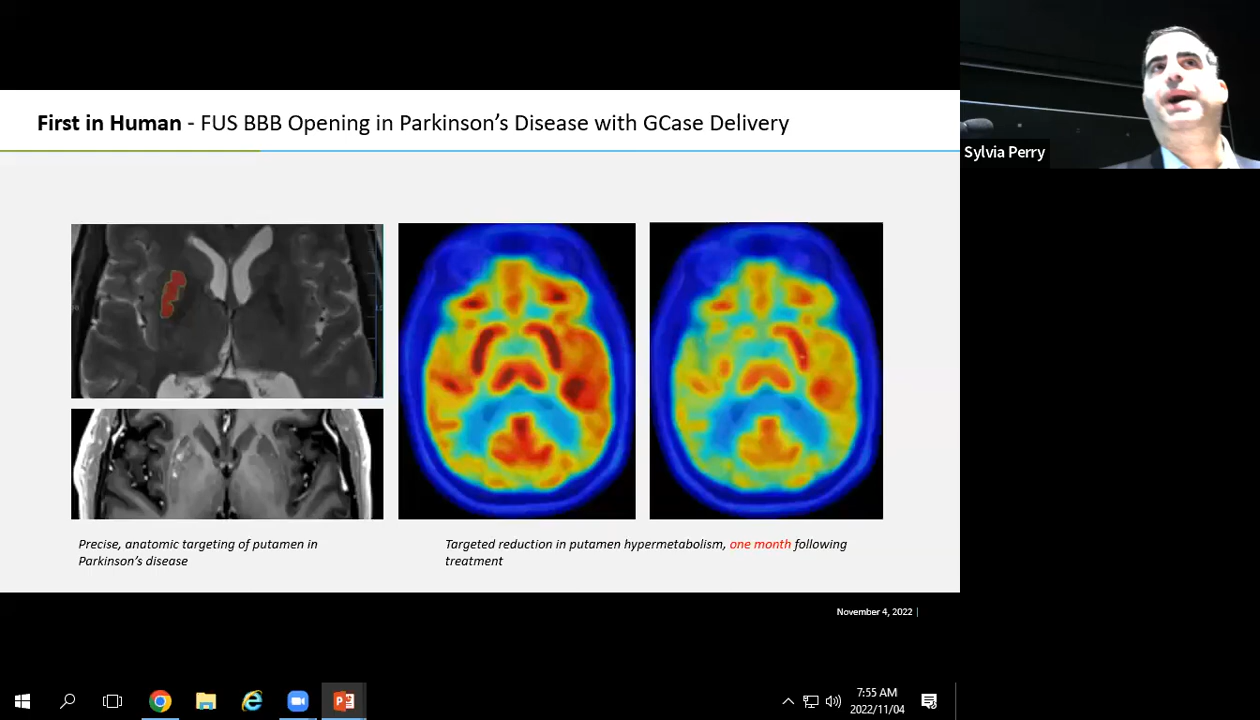 First in Human - FUS BBB Opening in Parkinson's Disease with GCase Delivery
Sylvia Perry
Precise, anatomic targeting of putamen in
Parkinson's disease
Targeted reduction in putamen hypermetabolism, one month following
treatment
November 4, 2022 |
7:55 AM
2022/11/04